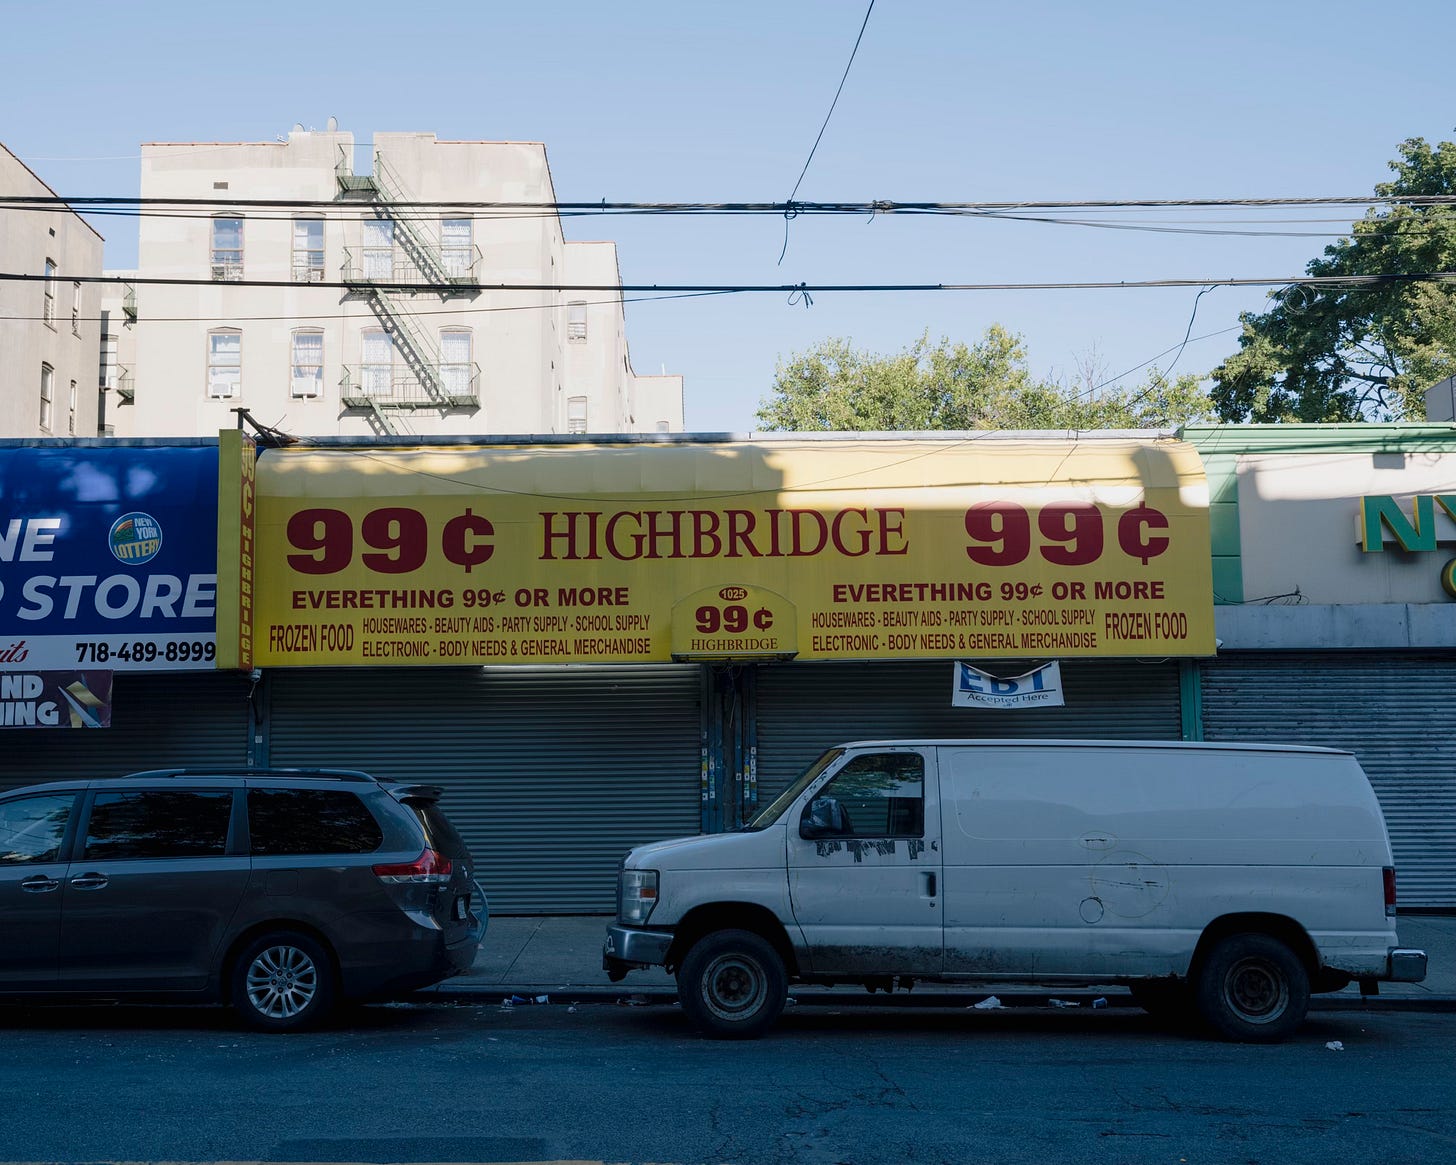 NE
STORE
NEW
YORK
LOTTERY
718-489-8999
ND
ING
99¢ HIGHBRIDGE
99¢ HIGHBRIDGE 99¢
EVERETHING 99¢ OR MORE
FROZEN FOOD
HOUSEWARES - BEAUTY AIDS - PARTY SUPPLY - SCHOOL SUPPLY
ELECTRONIC - BODY NEEDS & GENERAL MERCHANDISE
1025
99¢
HIGHBRIDGE
EVERETHING 99¢ OR MORE
HOUSEWARES - BEAUTY AIDS - PARTY SUPPLY - SCHOOL SUPPLY
ELECTRONIC - BODY NEEDS & GENERAL MERCHANDISE
FROZEN FOOD
EBT
Accepted Here
NY